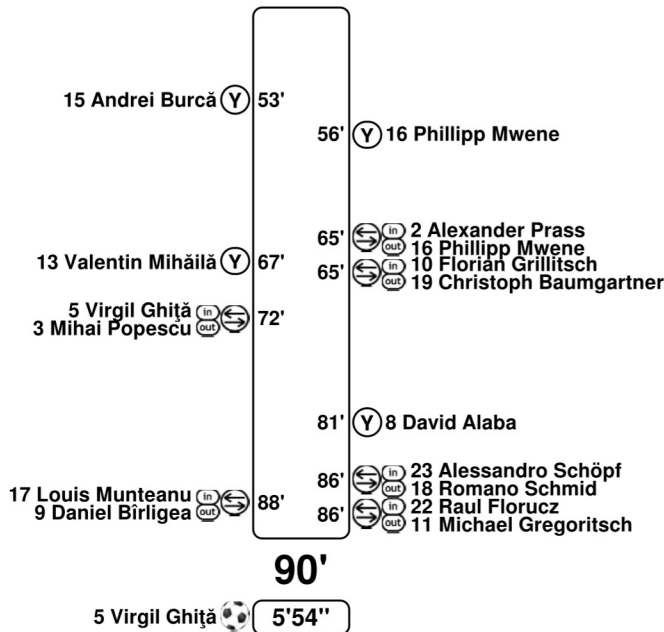 15 Andrei Burcă Y 53'
56' Y 16 Phillipp Mwene
65' in 2 Alexander Prass
out 16 Phillipp Mwene
13 Valentin Mihăilă Y 67'
65' in 10 Florian Grillitsch
out 19 Christoph Baumgartner
5 Virgil Ghiţă in 72'
3 Mihai Popescu out
81' Y 8 David Alaba
86' in 23 Alessandro Schöpf
out 18 Romano Schmid
17 Louis Munteanu in 88'
9 Daniel Bîrligea out
86' in 22 Raul Florucz
out 11 Michael Gregoritsch
90'
5 Virgil Ghiţă 5'54"